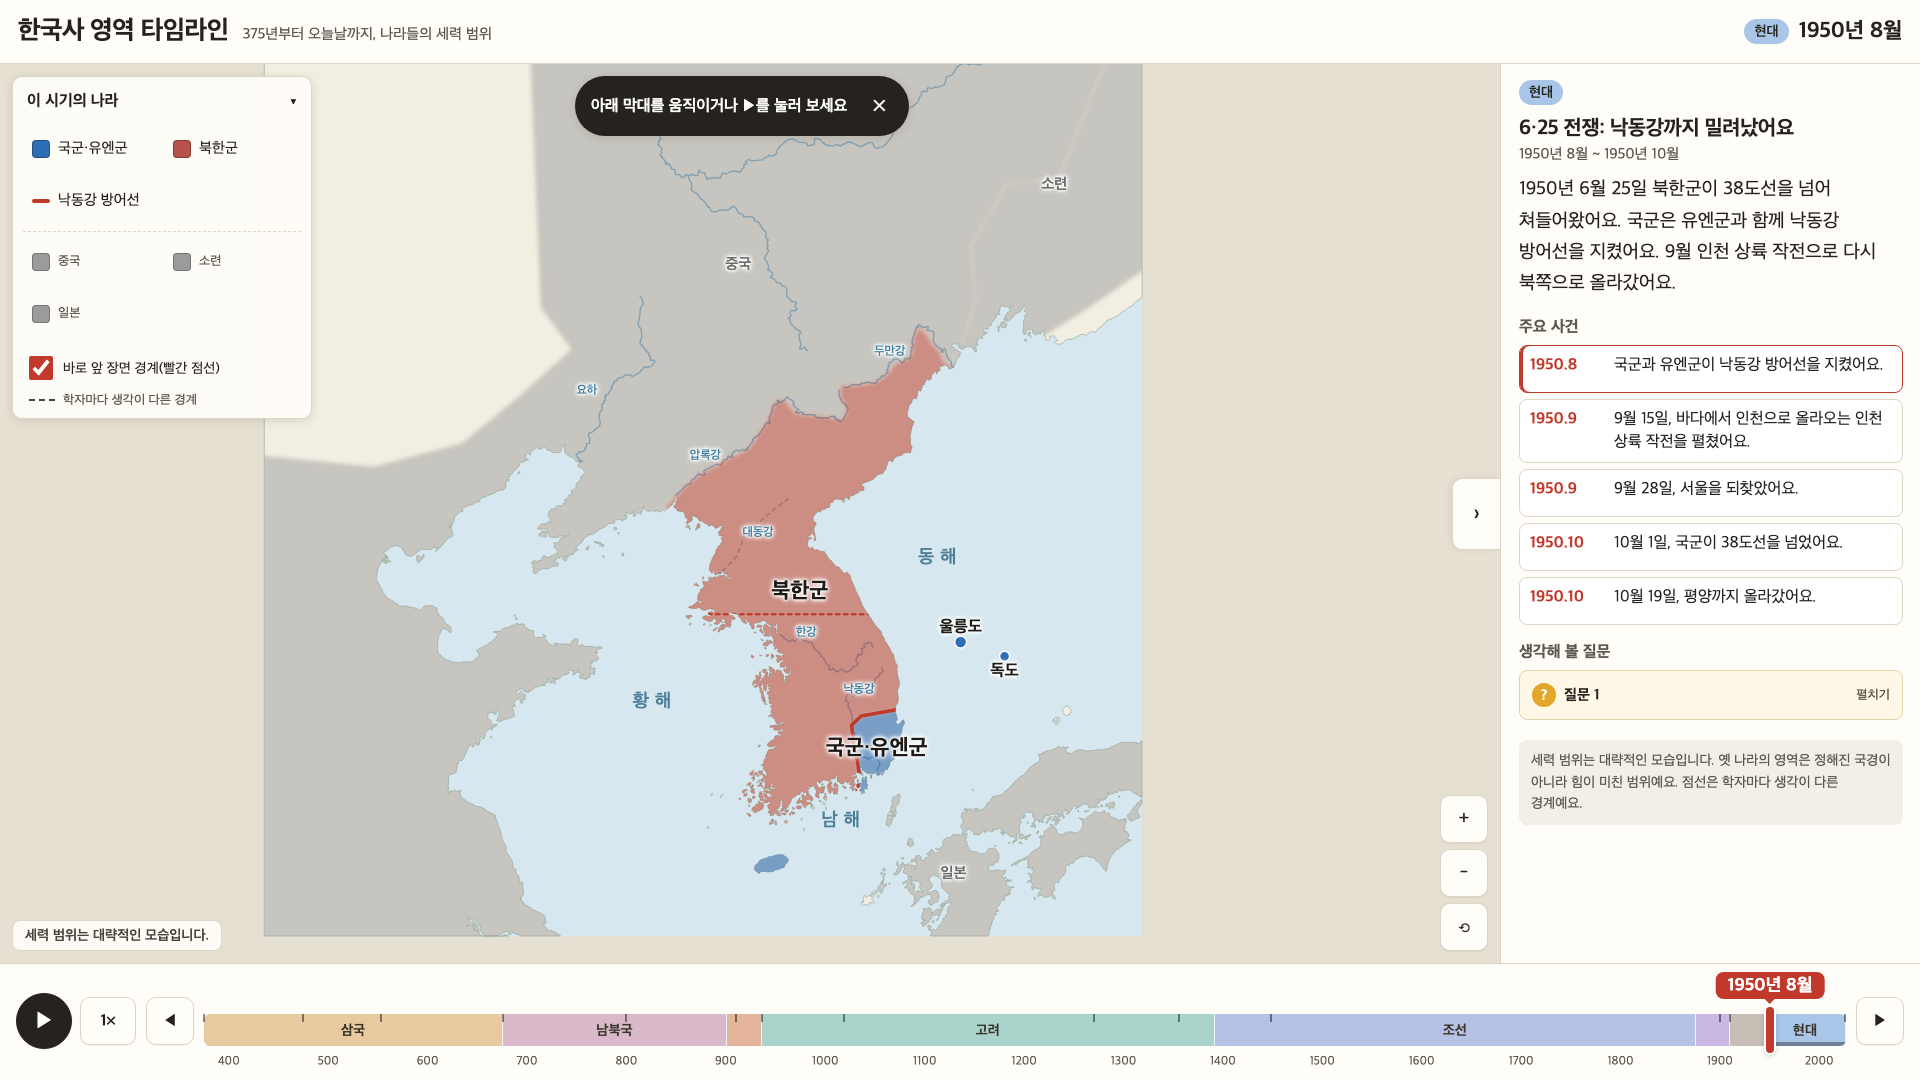 한국사 영역 타임라인
375년부터 오늘날까지, 나라들의 세력 범위
현대
1950년 8월
이 시기의 나라
▾
국군·유엔군
북한군
낙동강 방어선
중국
소련
일본
바로 앞 장면 경계(빨간 점선)
학자마다 생각이 다른 경계
아래 막대를 움직이거나 ▶를 눌러 보세요
✕
소련
중국
두만강
요하
압록강
대동강
동 해
북한군
울릉도
한강
독도
낙동강
황 해
국군·유엔군
남 해
일본
세력 범위는 대략적인 모습입니다.
›
+
−
⟲
현대
6·25 전쟁: 낙동강까지 밀려났어요
1950년 8월 ~ 1950년 10월
1950년 6월 25일 북한군이 38도선을 넘어
쳐들어왔어요. 국군은 유엔군과 함께 낙동강
방어선을 지켰어요. 9월 인천 상륙 작전으로 다시
북쪽으로 올라갔어요.
주요 사건
1950.8 국군과 유엔군이 낙동강 방어선을 지켰어요.
1950.9 9월 15일, 바다에서 인천으로 올라오는 인천
상륙 작전을 펼쳤어요.
1950.9 9월 28일, 서울을 되찾았어요.
1950.10 10월 1일, 국군이 38도선을 넘었어요.
1950.10 10월 19일, 평양까지 올라갔어요.
생각해 볼 질문
? 질문 1 펼치기
세력 범위는 대략적인 모습입니다. 옛 나라의 영역은 정해진 국경이
아니라 힘이 미친 범위예요. 점선은 학자마다 생각이 다른
경계예요.
1950년 8월
▶ 1× ◀
삼국 남북국 고려 조선 현대
▶
400 500 600 700 800 900 1000 1100 1200 1300 1400 1500 1600 1700 1800 1900 2000